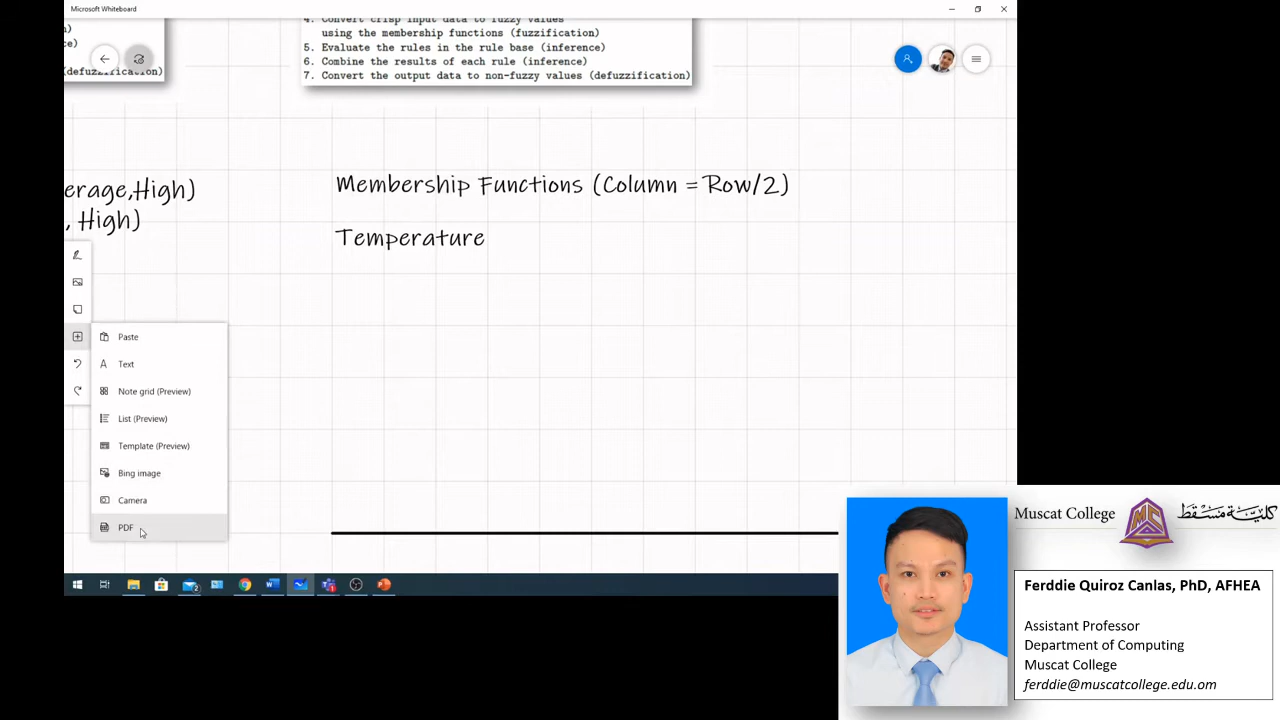 Microsoft Whiteboard
4. Convert crisp input data to fuzzy values
using the membership functions (fuzzification)
5. Evaluate the rules in the rule base (inference)
6. Combine the results of each rule (inference)
7. Convert the output data to non-fuzzy values (defuzzification)
(defuzzification)
erage,High)
, High)
Membership Functions (Column = Row/2)
Temperature
Paste
Text
Note grid (Preview)
List (Preview)
Template (Preview)
Bing image
Camera
PDF
Muscat College
كلية مسقط
Ferddie Quiroz Canlas, PhD, AFHEA
Assistant Professor
Department of Computing
Muscat College
ferddie@muscatcollege.edu.om